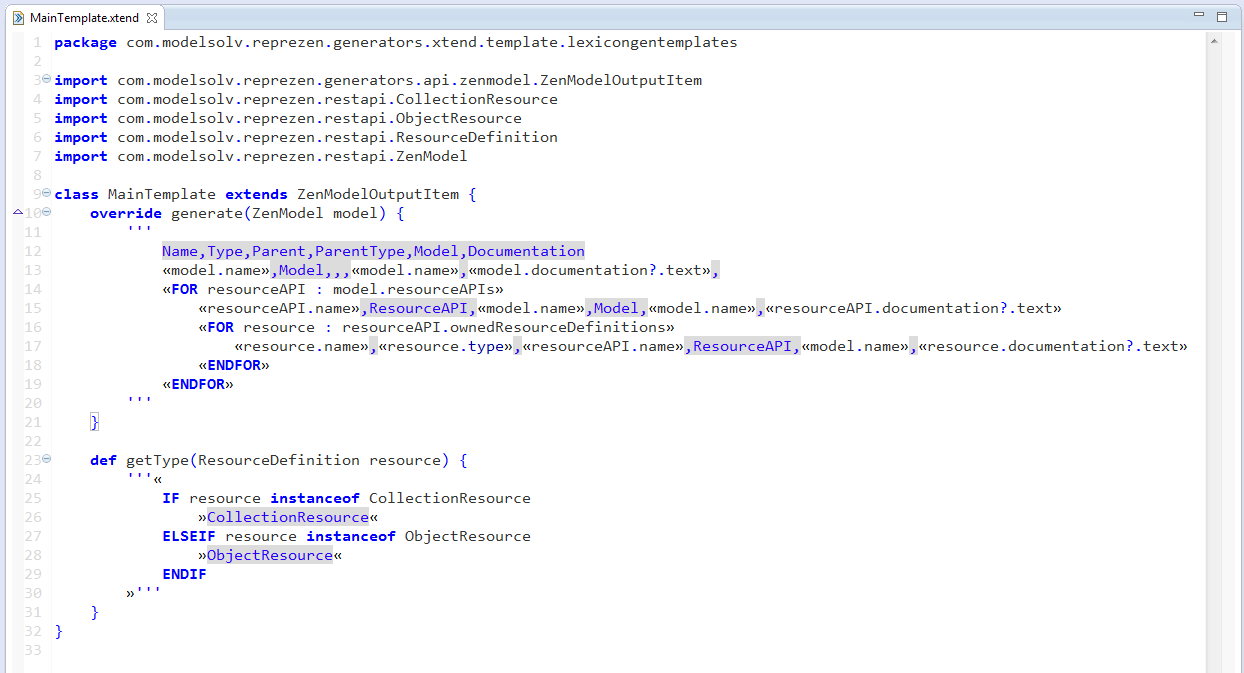 MainTemplate.xtend
1 package com.modelsolv.reprezen.generators.xtend.template.lexicongentemplates
2
3 import com.modelsolv.reprezen.generators.api.zenmodel.ZenModelOutputItem
4 import com.modelsolv.reprezen.restapi.CollectionResource
5 import com.modelsolv.reprezen.restapi.ObjectResource
6 import com.modelsolv.reprezen.restapi.ResourceDefinition
7 import com.modelsolv.reprezen.restapi.ZenModel
8
9 class MainTemplate extends ZenModelOutputItem {
10     override generate(ZenModel model) {
11         '''
12             Name,Type,Parent,ParentType,Model,Documentation
13             «model.name»,Model,,,«model.name»,«model.documentation?.text»,
14             «FOR resourceAPI : model.resourceAPIs»
15                 «resourceAPI.name»,ResourceAPI,«model.name»,Model,«model.name»,«resourceAPI.documentation?.text»
16                 «FOR resource : resourceAPI.ownedResourceDefinitions»
17                     «resource.name»,«resource.type»,«resourceAPI.name»,ResourceAPI,«model.name»,«resource.documentation?.text»
18                 «ENDFOR»
19             «ENDFOR»
20         '''
21     }
22
23     def getType(ResourceDefinition resource) {
24         '''«
25             IF resource instanceof CollectionResource
26                 »CollectionResource«
27             ELSEIF resource instanceof ObjectResource
28                 »ObjectResource«
29             ENDIF
30         »'''
31     }
32 }
33